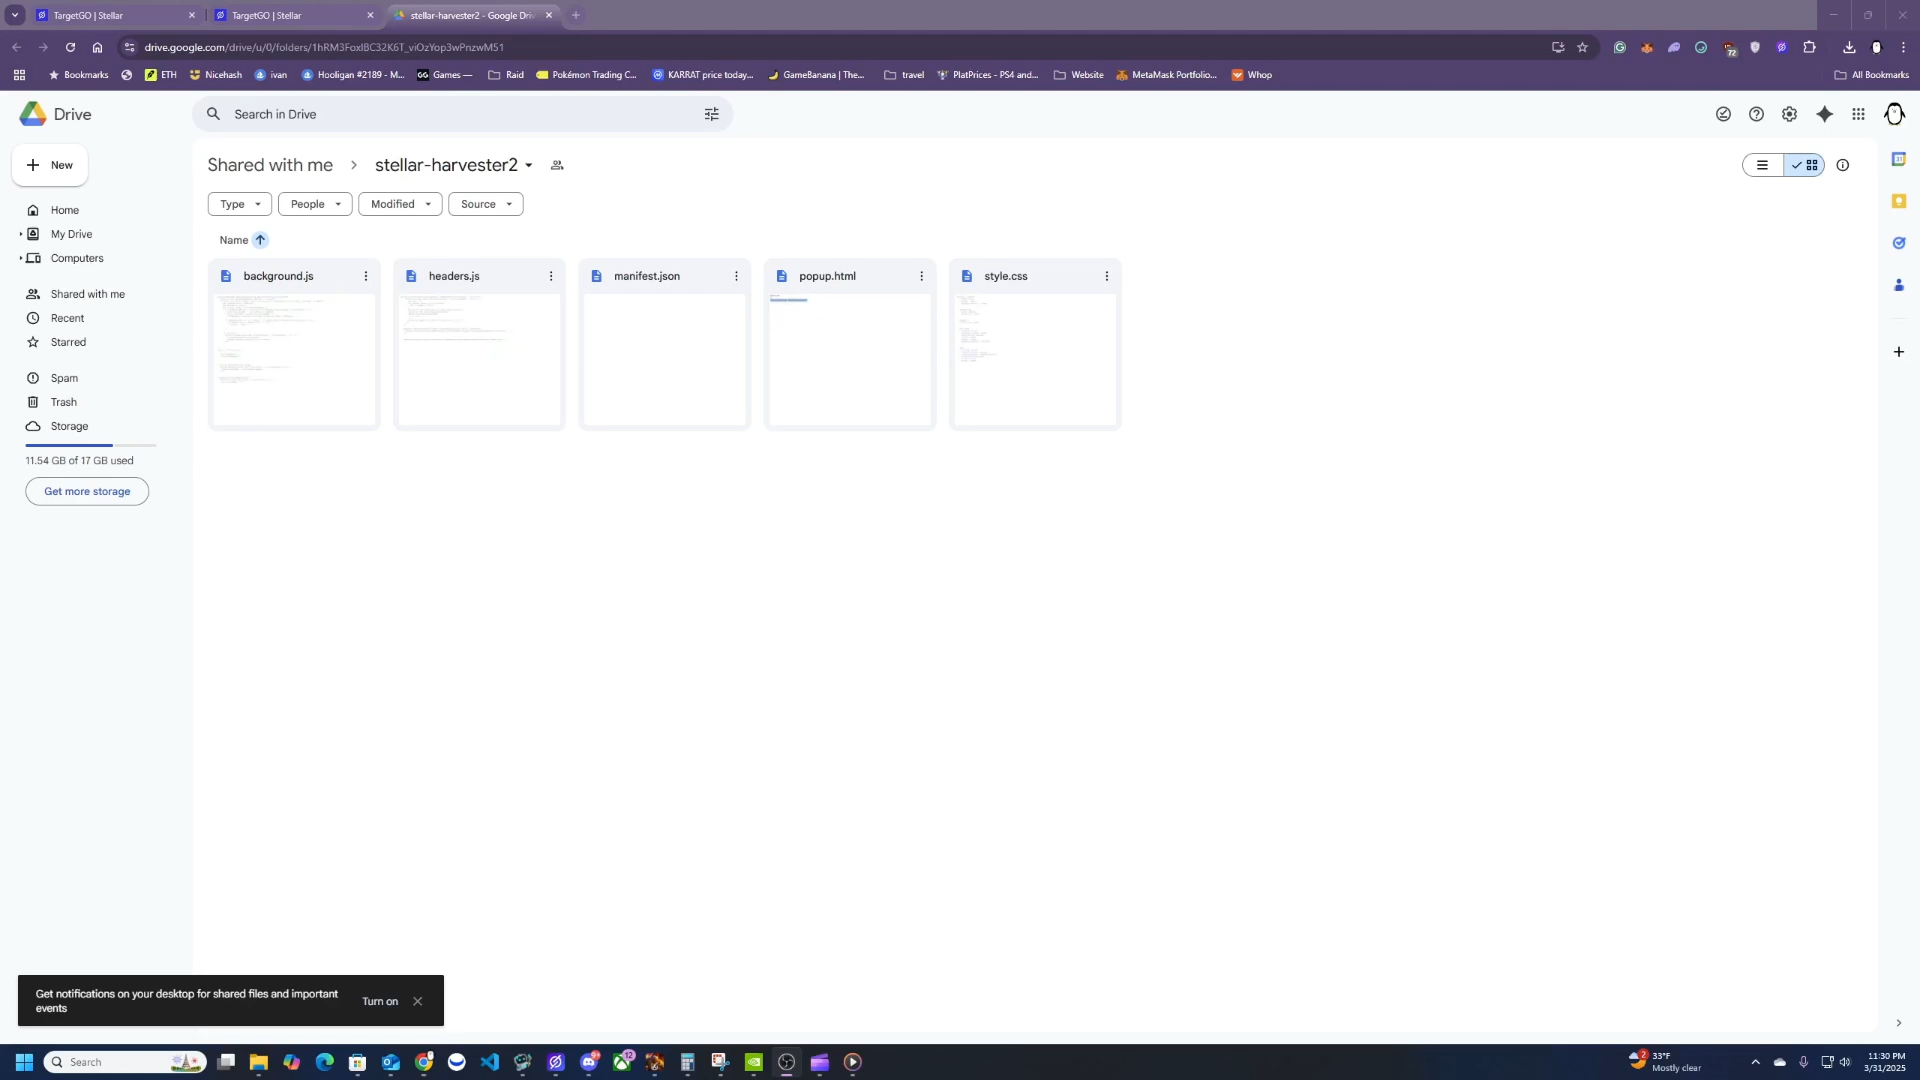 TargetGO | Stellar
TargetGO | Stellar
stellar-harvester2 - Google Driv
drive.google.com/drive/u/0/folders/1hRM3FoxlBC32K6T_viOzYop3wPnzwM51
72
Bookmarks
ETH
Nicehash
ivan
Hooligan #2189 - M...
GG Games —
Raid
Pokémon Trading C...
KARRAT price today...
GameBanana | The...
travel
PlatPrices - PS4 and...
Website
MetaMask Portfolio...
Whop
All Bookmarks
Drive
Search in Drive
New
Shared with me
stellar-harvester2
Type
People
Modified
Source
Name
Home
My Drive
Computers
Shared with me
Recent
Starred
Spam
Trash
Storage
11.54 GB of 17 GB used
Get more storage
background.js
headers.js
manifest.json
popup.html
style.css
Get notifications on your desktop for shared files and important
events
Turn on
Search
12
2
33°F
Mostly clear
11:30 PM
3/31/2025